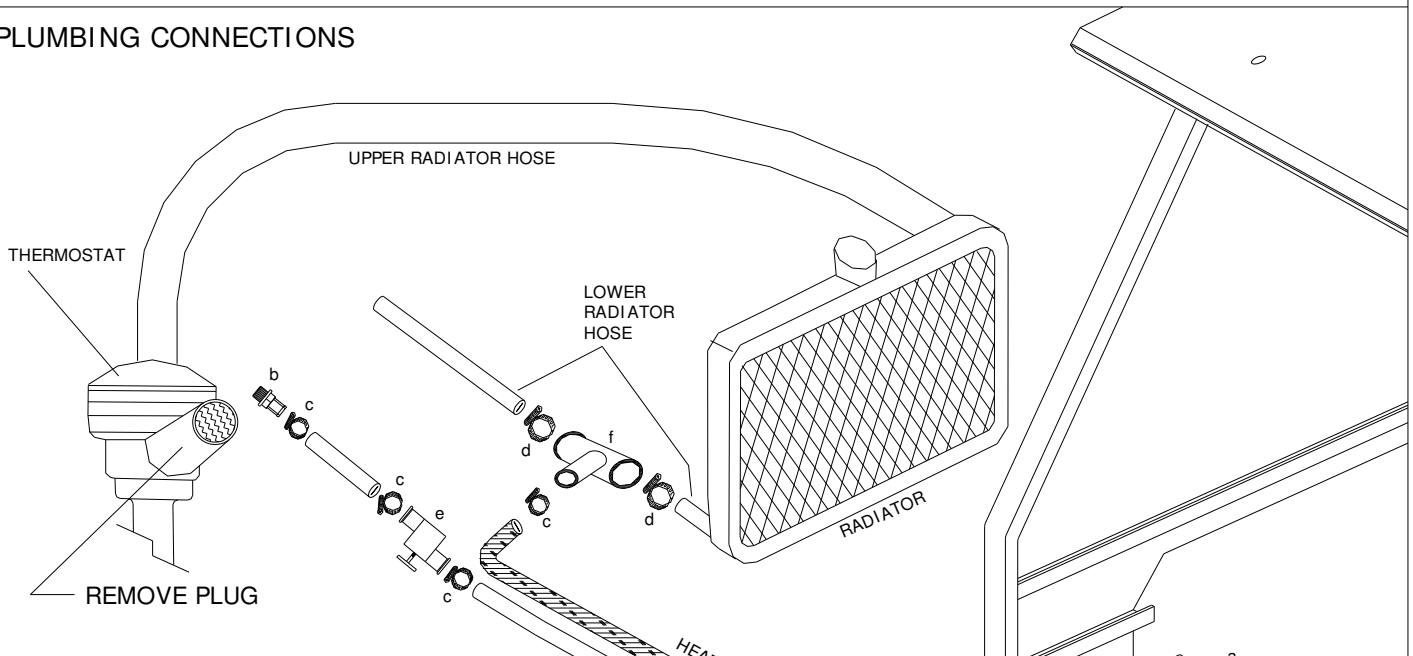 PLUMBING CONNECTIONS
UPPER RADIATOR HOSE
THERMOSTAT
LOWER
RADIATOR
HOSE
b
c
d
f
c
e
c
d
c
RADIATOR
REMOVE PLUG